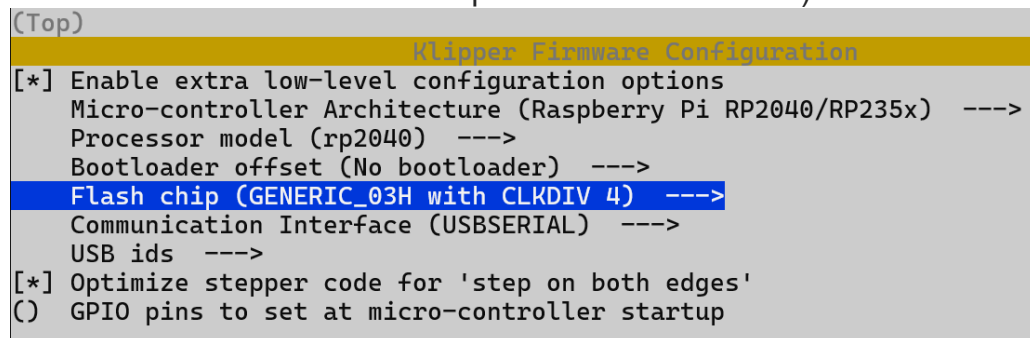 (Top)
Klipper Firmware Configuration
[*] Enable extra low-level configuration options
Micro-controller Architecture (Raspberry Pi RP2040/RP235x) --->
Processor model (rp2040) --->
Bootloader offset (No bootloader) --->
Flash chip (GENERIC_03H with CLKDIV 4) --->
Communication Interface (USBSERIAL) --->
USB ids --->
[*] Optimize stepper code for 'step on both edges'
() GPIO pins to set at micro-controller startup